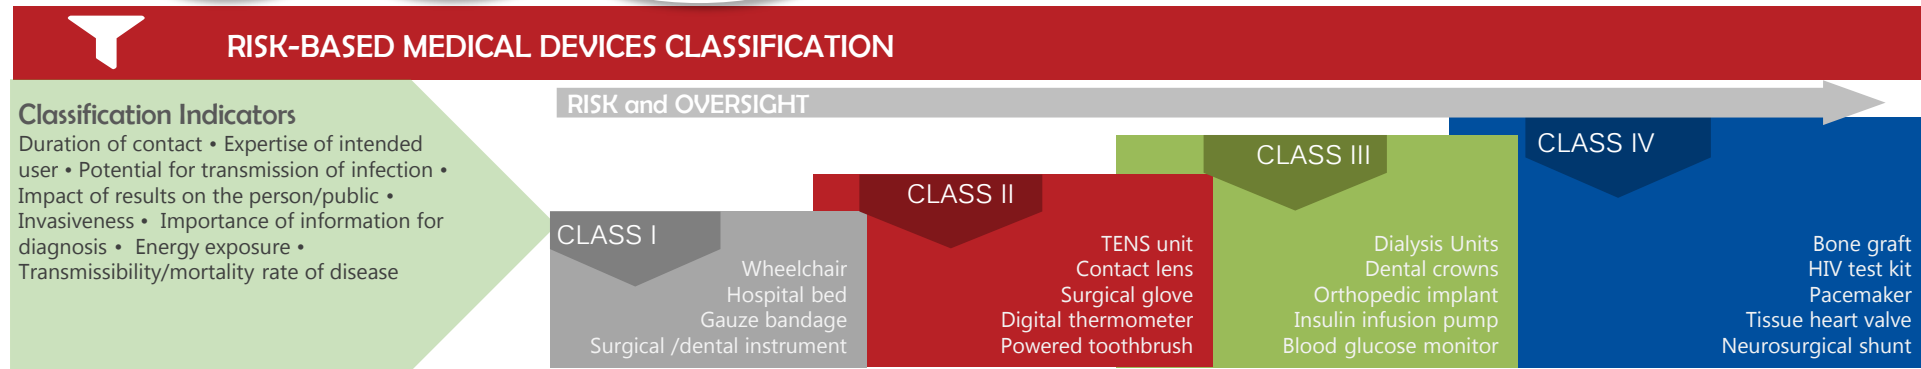 RISK-BASED MEDICAL DEVICES CLASSIFICATION
Classification Indicators
Duration of contact • Expertise of intended
user • Potential for transmission of infection •
Impact of results on the person/public •
Invasiveness • Importance of information for
diagnosis • Energy exposure •
Transmissibility/mortality rate of disease
RISK and OVERSIGHT
CLASS I
Wheelchair
Hospital bed
Gauze bandage
Surgical /dental instrument
CLASS II
TENS unit
Contact lens
Surgical glove
Digital thermometer
Powered toothbrush
CLASS III
Dialysis Units
Dental crowns
Orthopedic implant
Insulin infusion pump
Blood glucose monitor
CLASS IV
Bone graft
HIV test kit
Pacemaker
Tissue heart valve
Neurosurgical shunt